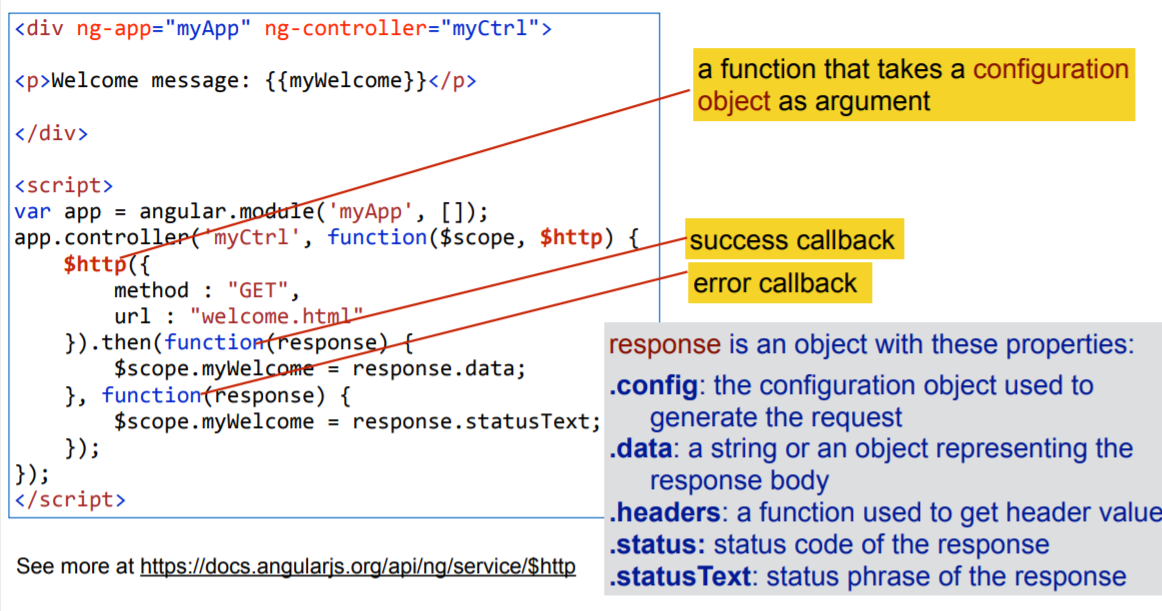 <div ng-app="myApp" ng-controller="myCtrl">
<p>Welcome message: {{myWelcome}}</p>
</div>
<script>
var app = angular.module('myApp', []);
app.controller('myCtrl', function($scope, $http) {
    $http({
        method : "GET",
        url : "welcome.html"
    }).then(function(response) {
        $scope.myWelcome = response.data;
    }, function(response) {
        $scope.myWelcome = response.statusText;
    });
});
</script>
See more at https://docs.angularjs.org/api/ng/service/$http
a function that takes a configuration
object as argument
success callback
error callback
response is an object with these properties:
.config: the configuration object used to
generate the request
.data: a string or an object representing the
response body
.headers: a function used to get header value
.status: status code of the response
.statusText: status phrase of the response